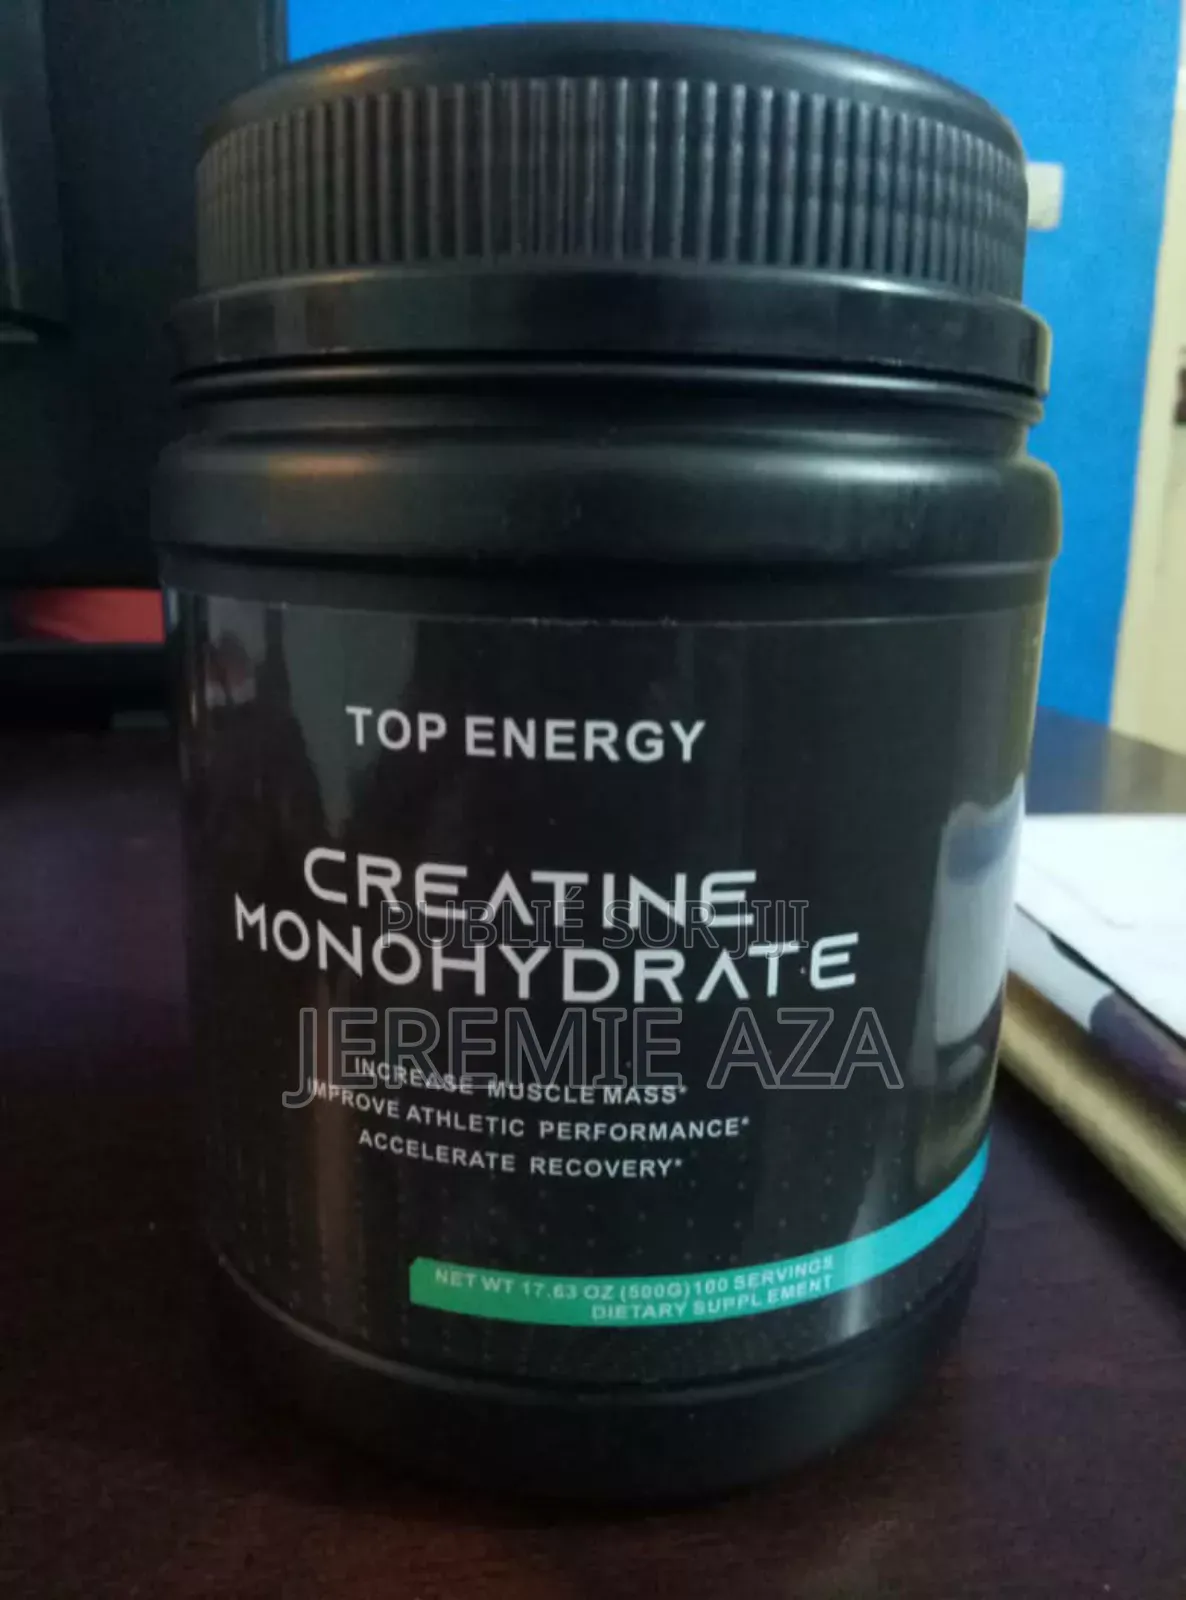 TOP ENERGY
CREATINE
PUBLIÉ SUR JIJI
MONOHYDRATE
JEREMIE AZA
INCREASE MUSCLE MASS*
IMPROVE ATHLETIC PERFORMANCE*
ACCELERATE RECOVERY*
NET WT 17.63 OZ (500G)100 SERVINGS
DIETARY SUPPLEMENT